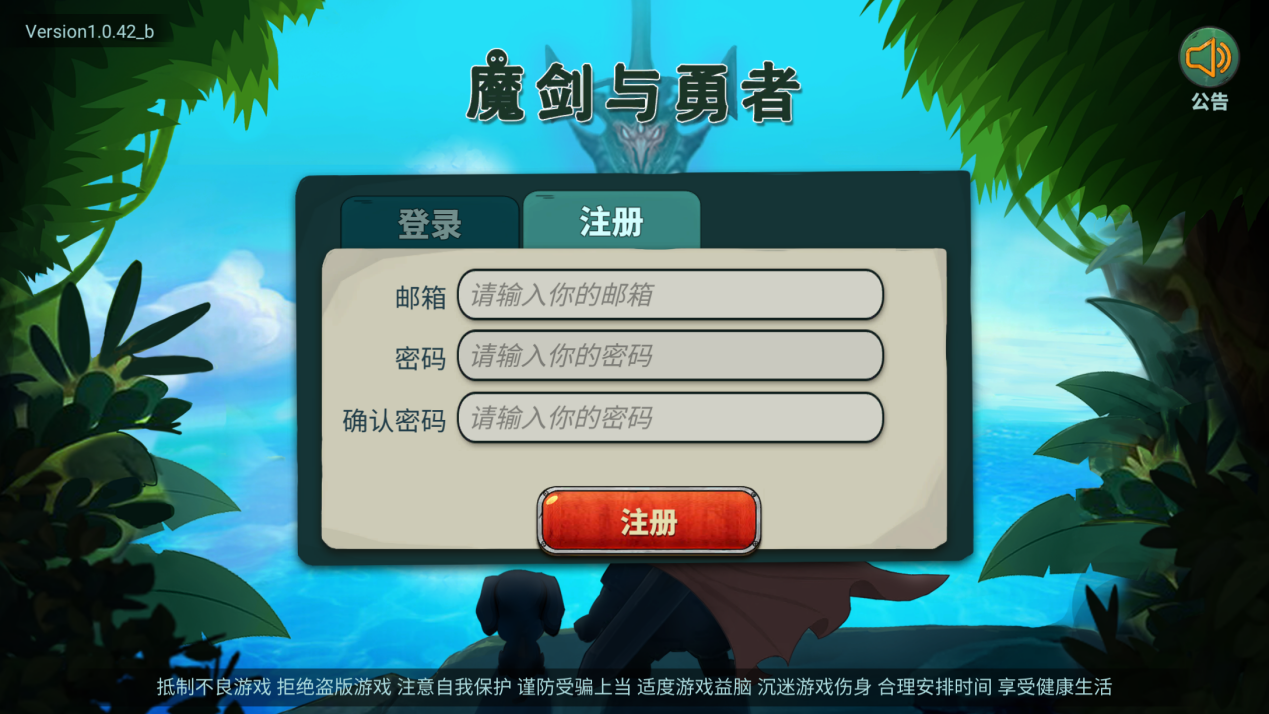 Version1.0.42_b
魔剑与勇者
公告
登录 注册
邮箱 请输入你的邮箱
密码 请输入你的密码
确认密码 请输入你的密码
注册
抵制不良游戏 拒绝盗版游戏 注意自我保护 谨防受骗上当 适度游戏益脑 沉迷游戏伤身 合理安排时间 享受健康生活